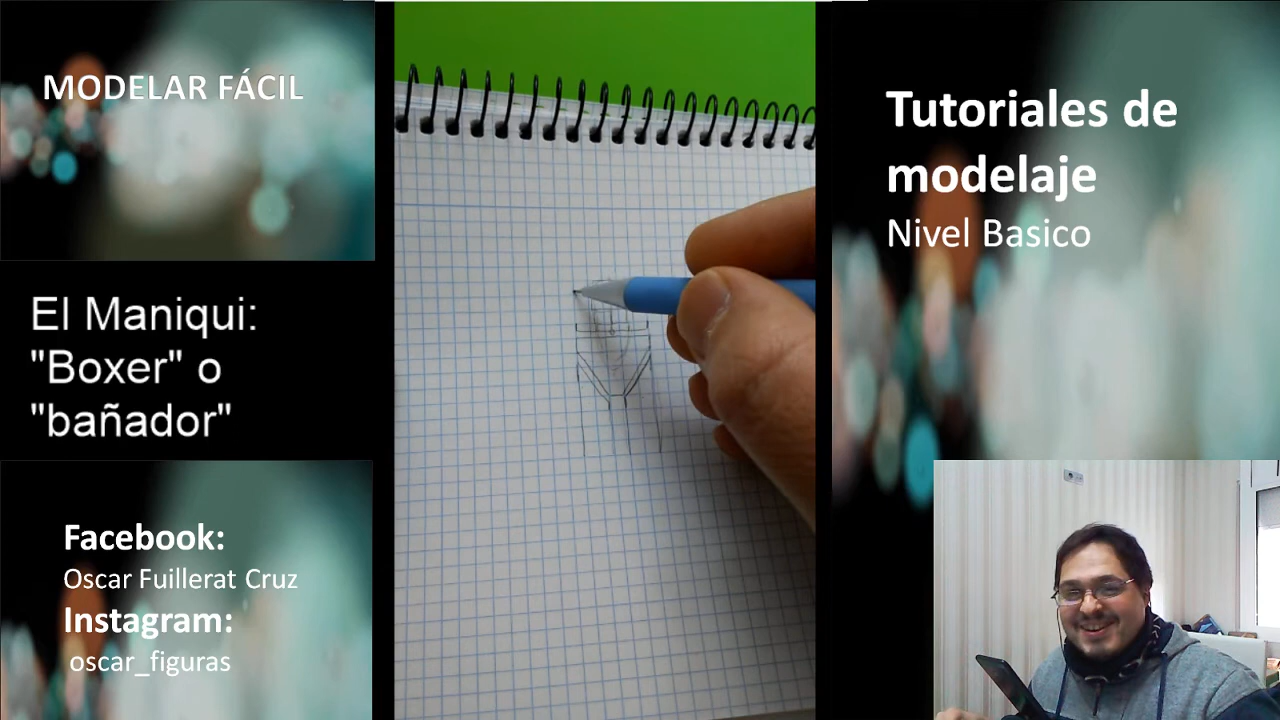 MODELAR FÁCIL
El Maniqui:
"Boxer" o
"bañador"
Facebook:
Oscar Fuillerat Cruz
Instagram:
oscar_figuras
Tutoriales de
modelaje
Nivel Basico